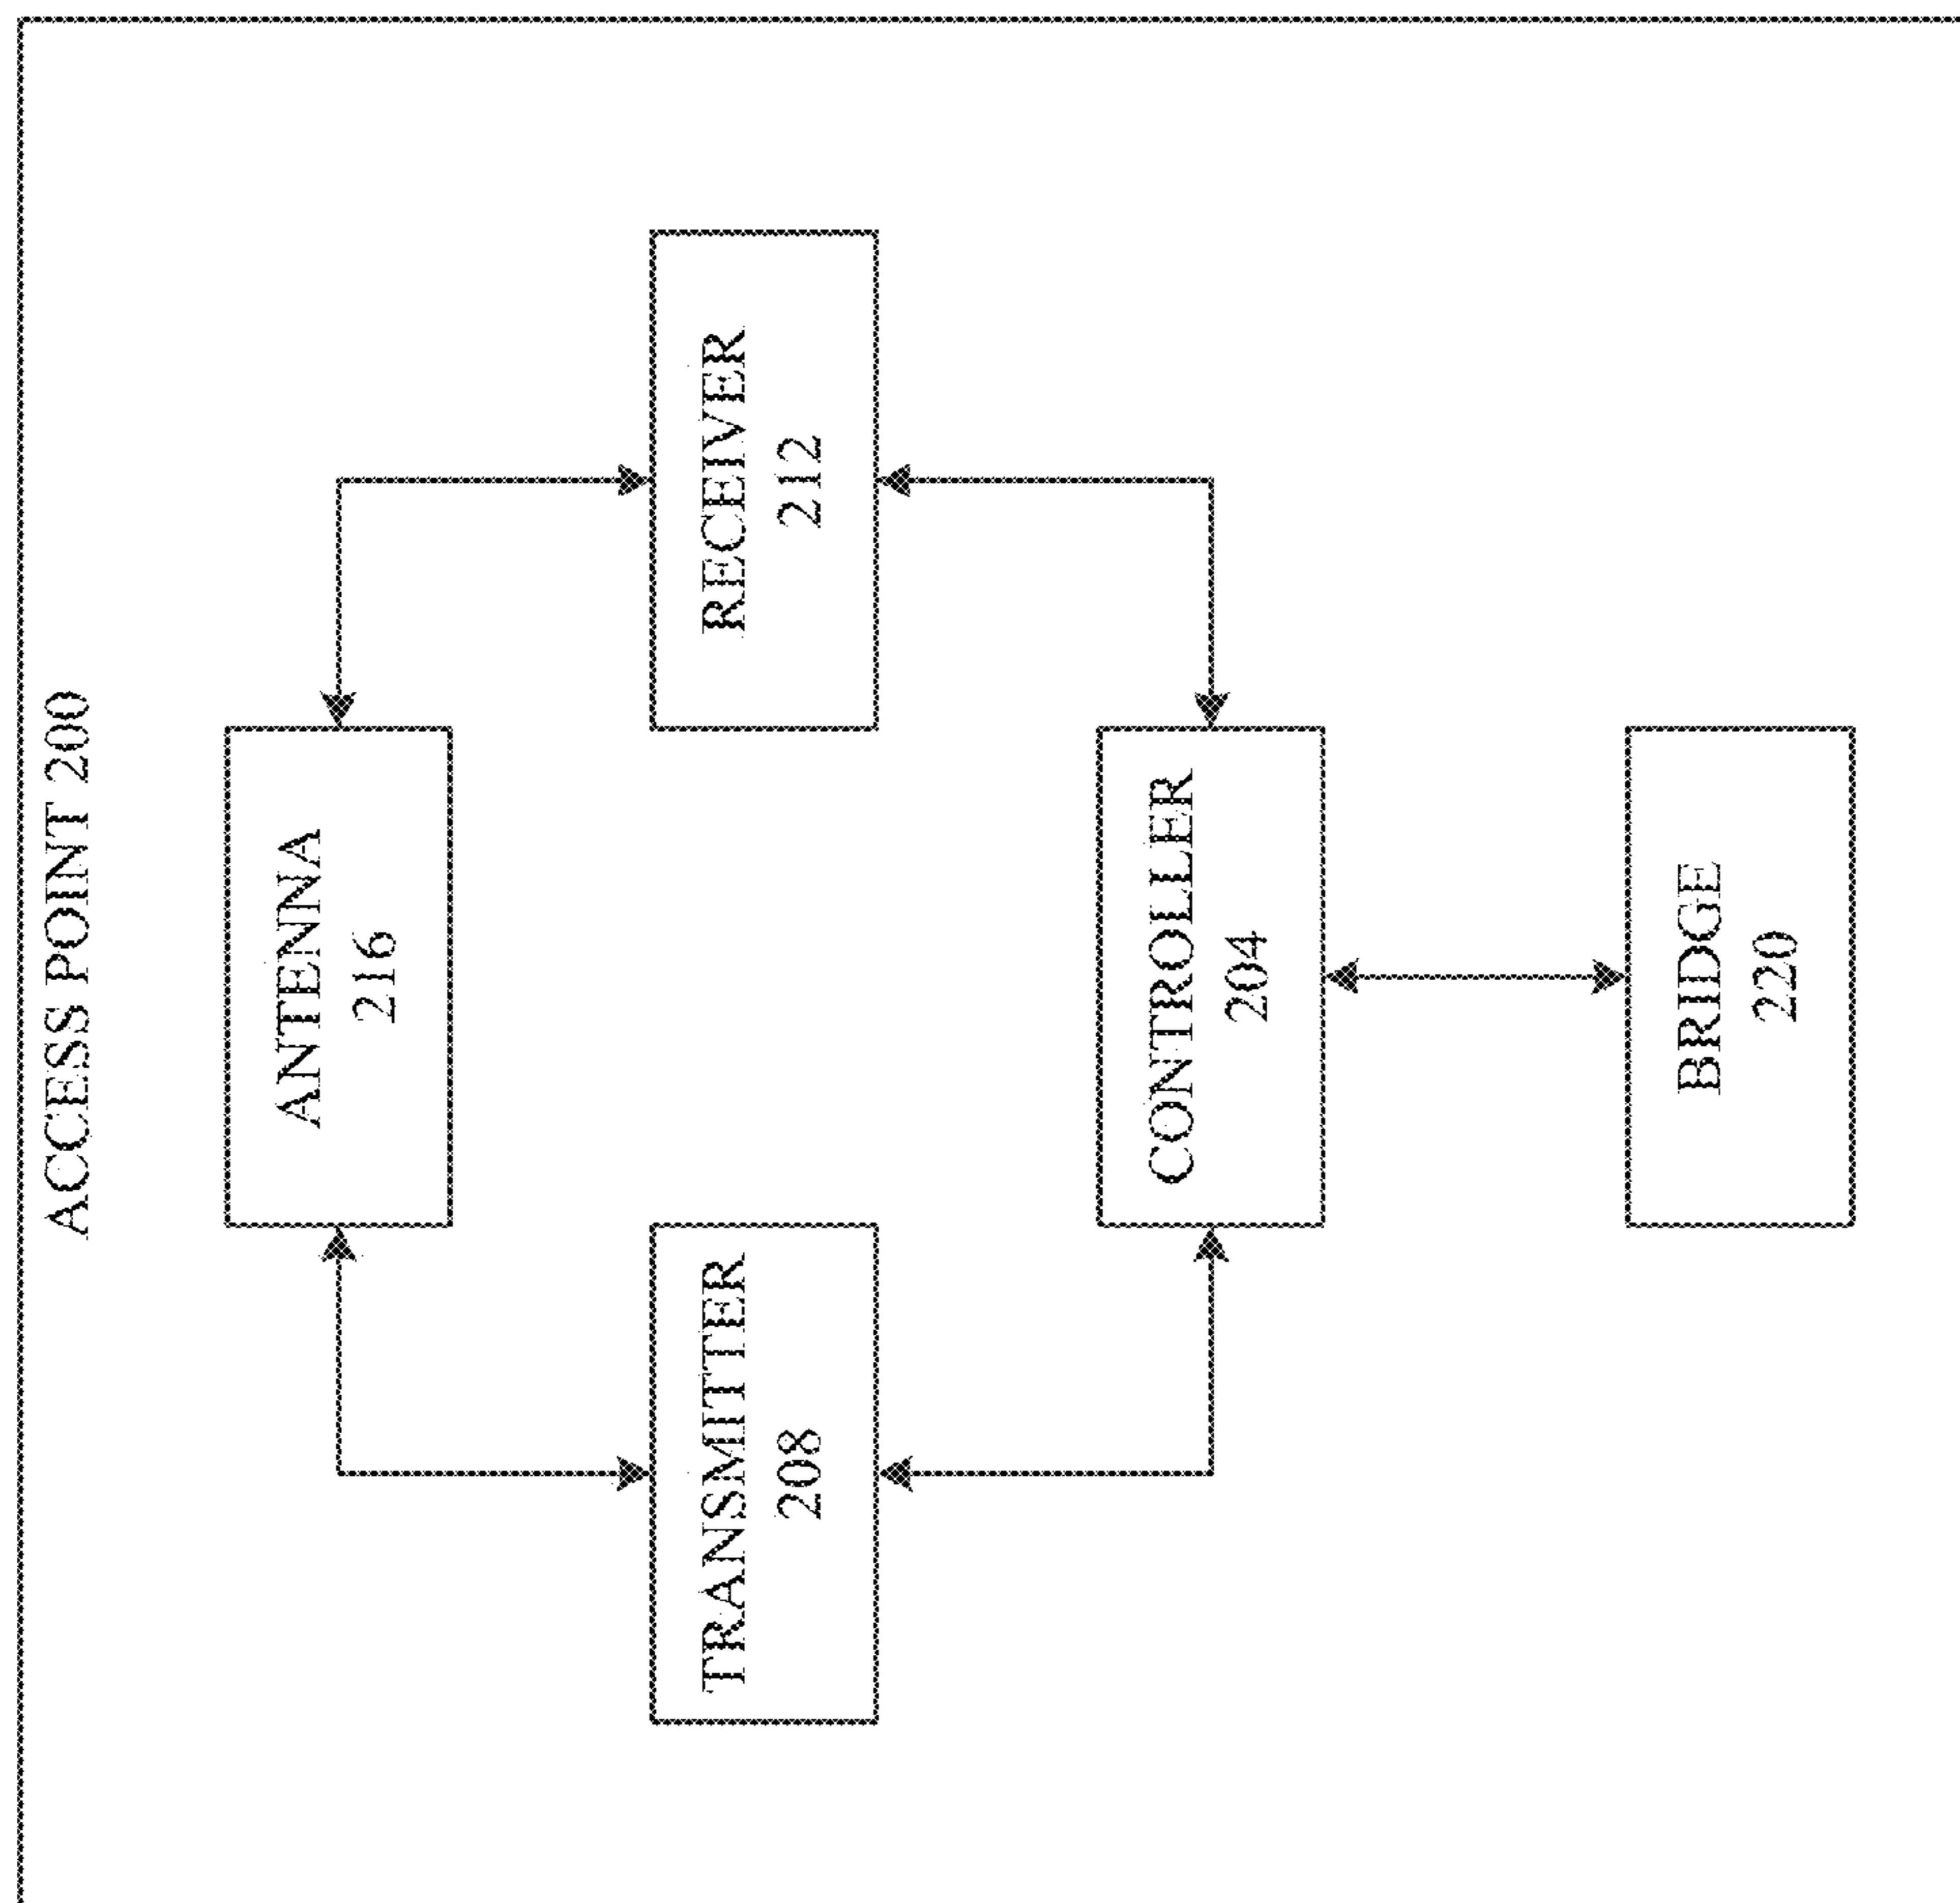 ACCESS POINT 200
ANTENNA
216
TRANSMITTER
208
RECEIVER
212
CONTROLLER
204
BRIDGE
220